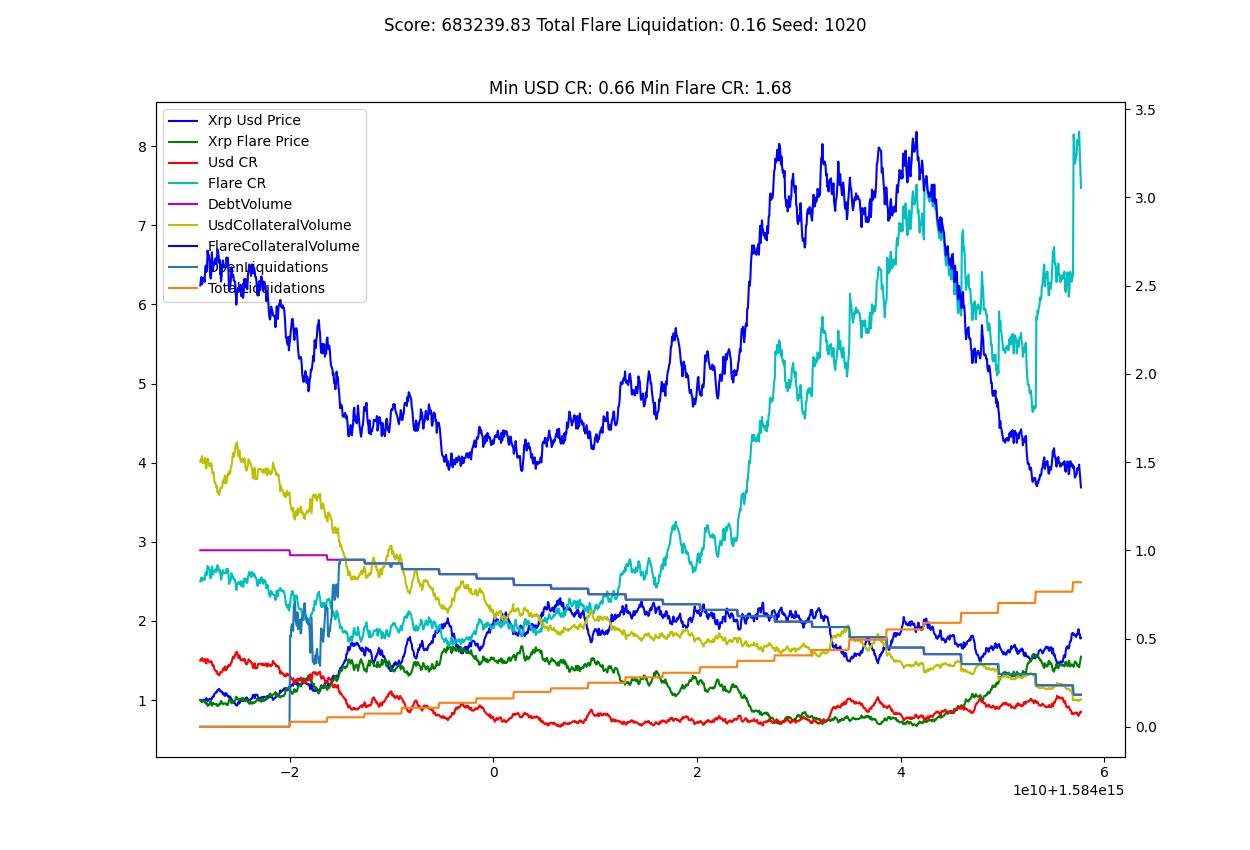 Score: 683239.83 Total Flare Liquidation: 0.16 Seed: 1020
Min USD CR: 0.66 Min Flare CR: 1.68
Xrp Usd Price
Xrp Flare Price
Usd CR
Flare CR
DebtVolume
UsdCollateralVolume
FlareCollateralVolume
OpenLiquidations
TotalLiquidations
8
7
6
5
4
3
2
1
3.5
3.0
2.5
2.0
1.5
1.0
0.5
0.0
−2
0
2
4
6
1e10+1.584e15